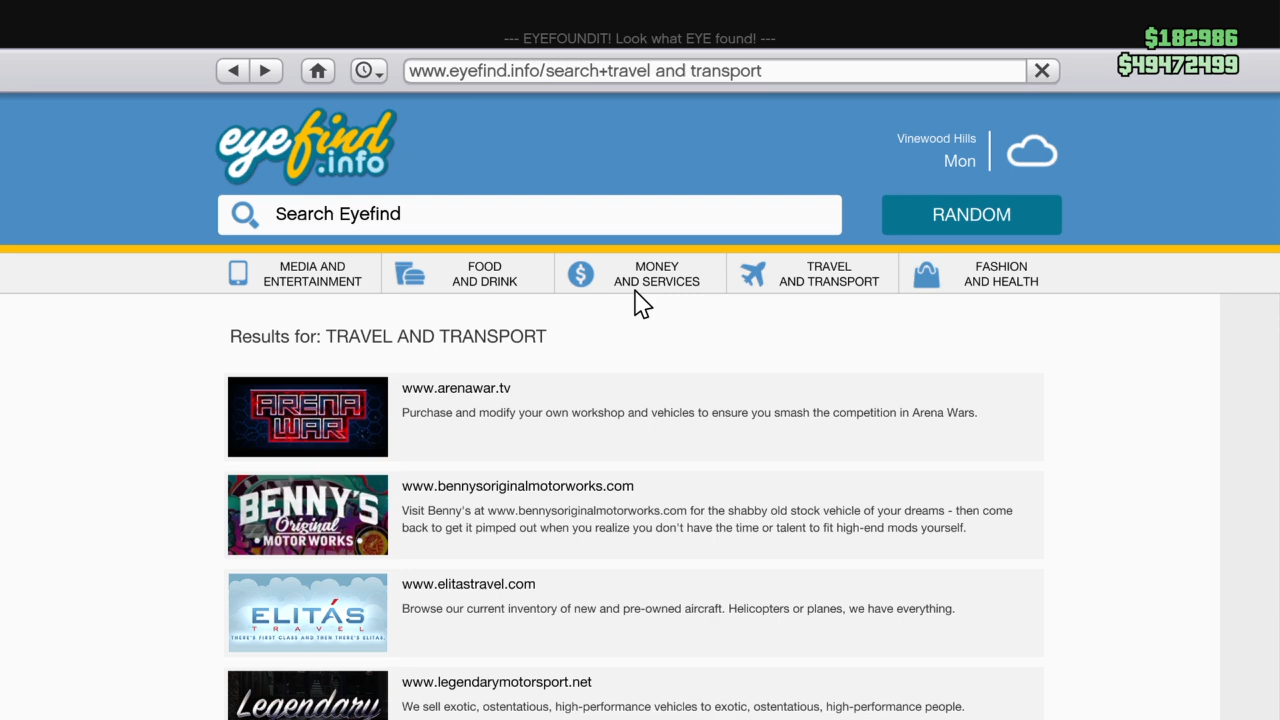 --- EYEFOUNDIT! Look what EYE found! ---
$182986
$49472499
www.eyefind.info/search+travel and transport
eyefind
.info
Vinewood Hills
Mon
Search Eyefind
RANDOM
MEDIA AND
ENTERTAINMENT
FOOD
AND DRINK
MONEY
AND SERVICES
TRAVEL
AND TRANSPORT
FASHION
AND HEALTH
Results for: TRAVEL AND TRANSPORT
ARENA
WAR
www.arenawar.tv
Purchase and modify your own workshop and vehicles to ensure you smash the competition in Arena Wars.
BENNY'S
Original
MOTOR WORKS
www.bennysoriginalmotorworks.com
Visit Benny's at www.bennysoriginalmotorworks.com for the shabby old stock vehicle of your dreams - then come
back to get it pimped out when you realize you don't have the time or talent to fit high-end mods yourself.
ELITÁS
TRAVEL
THERE'S FIRST CLASS AND THEN THERE'S ELITAS.
www.elitastravel.com
Browse our current inventory of new and pre-owned aircraft. Helicopters or planes, we have everything.
Legendary
www.legendarymotorsport.net
We sell exotic, ostentatious, high-performance vehicles to exotic, ostentatious, high-performance people.